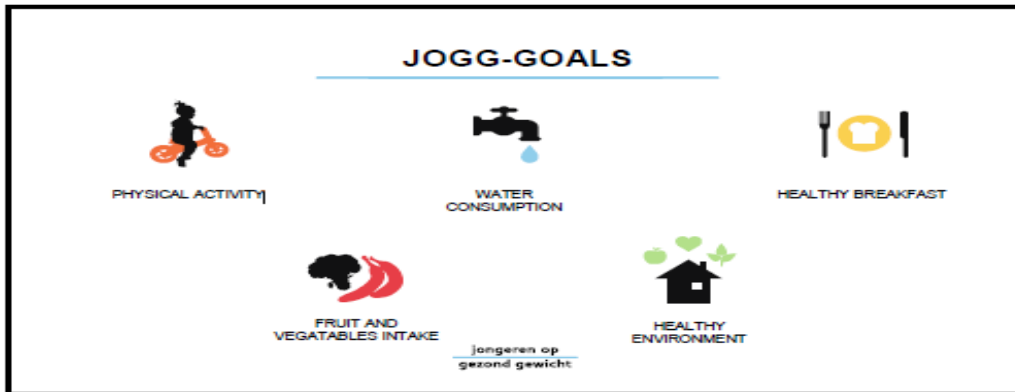 JOGG-GOALS
PHYSICAL ACTIVITY
WATER
CONSUMPTION
HEALTHY BREAKFAST
FRUIT AND
VEGATABLES INTAKE
HEALTHY
ENVIRONMENT
jongeren op
gezond gewicht